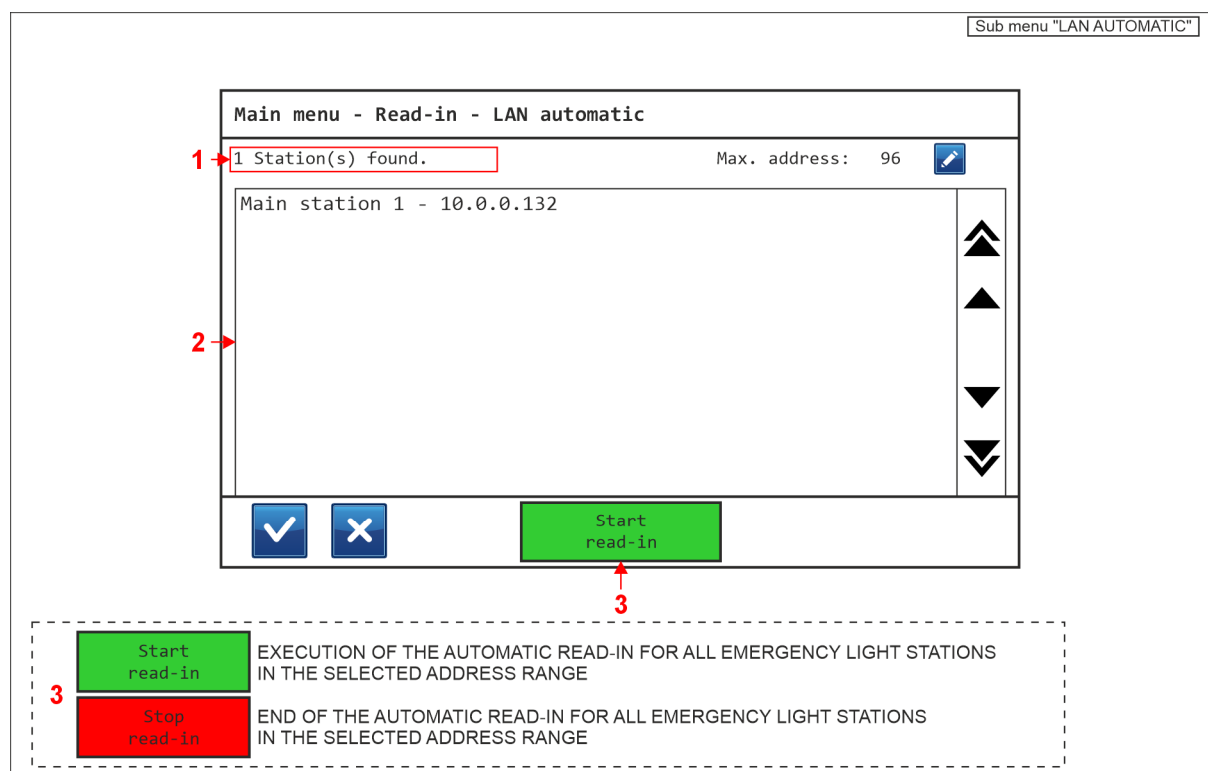 Sub menu "LAN AUTOMATIC"
Main menu - Read-in - LAN automatic
1
1 Station(s) found.
Max. address: 96
Main station 1 - 10.0.0.132
2
Start
read-in
3
3
Start
read-in
EXECUTION OF THE AUTOMATIC READ-IN FOR ALL EMERGENCY LIGHT STATIONS
IN THE SELECTED ADDRESS RANGE
Stop
read-in
END OF THE AUTOMATIC READ-IN FOR ALL EMERGENCY LIGHT STATIONS
IN THE SELECTED ADDRESS RANGE